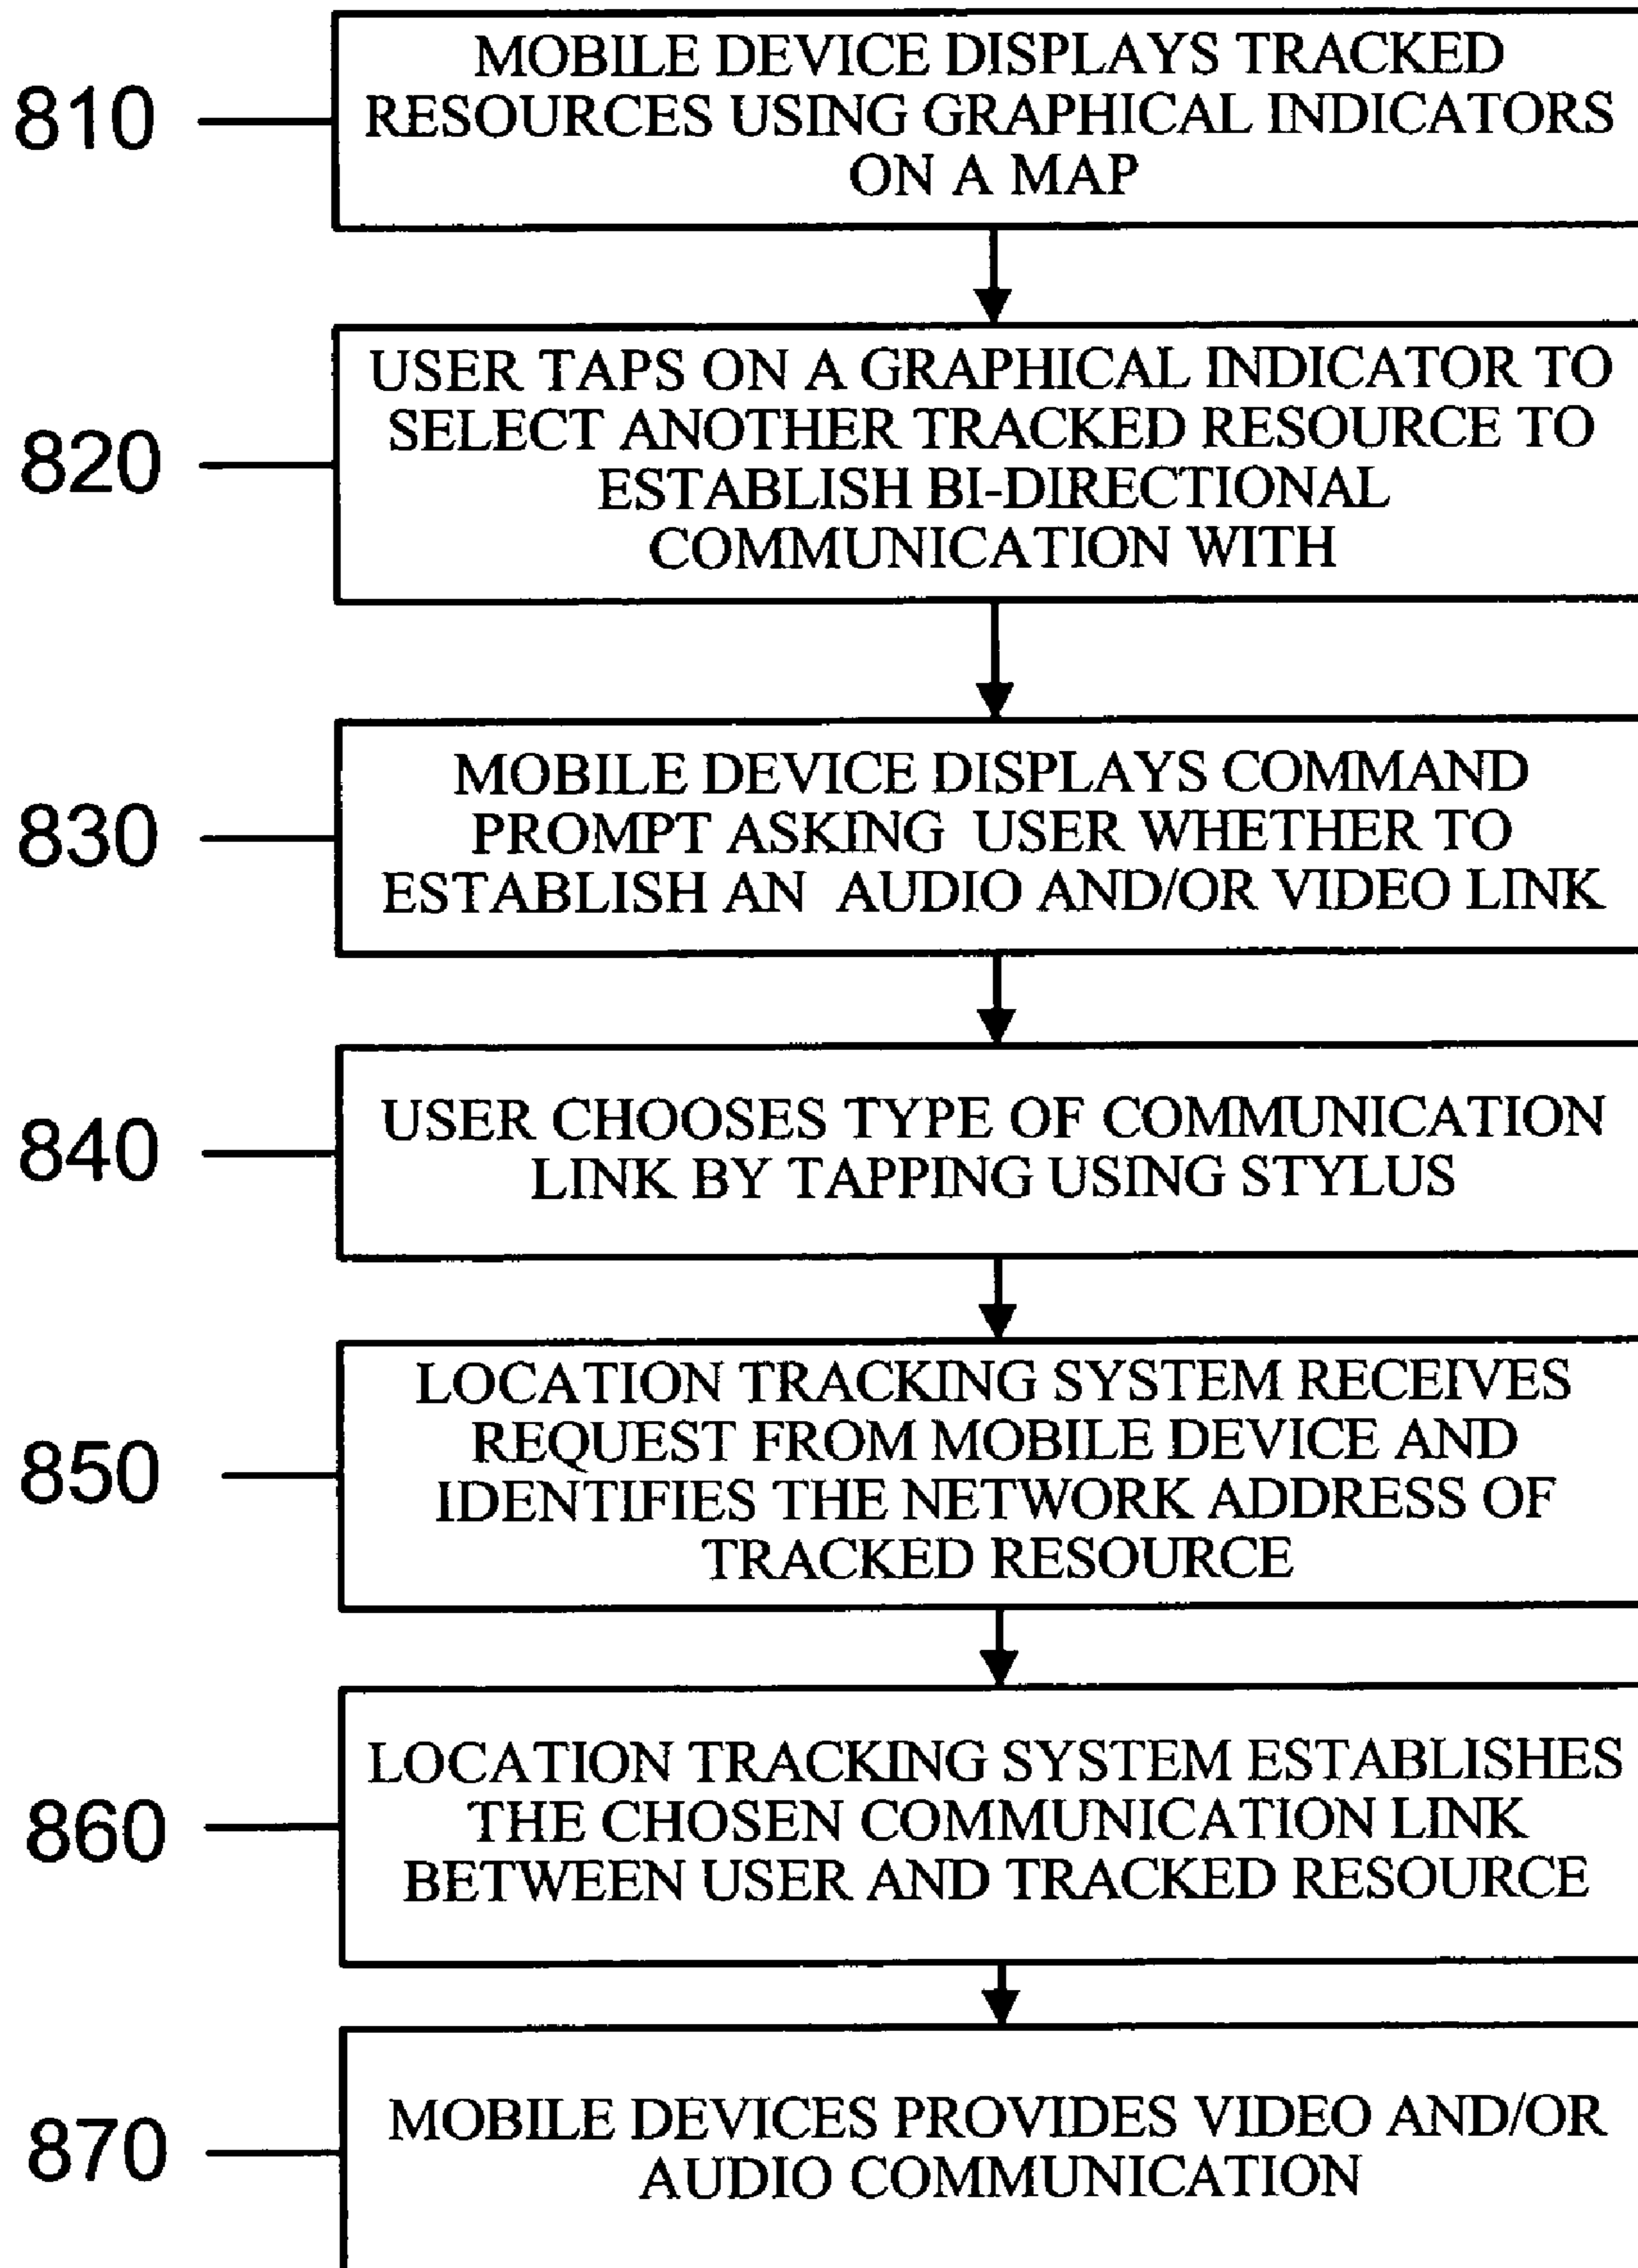 810
MOBILE DEVICE DISPLAYS TRACKED
RESOURCES USING GRAPHICAL INDICATORS
ON A MAP
820
USER TAPS ON A GRAPHICAL INDICATOR TO
SELECT ANOTHER TRACKED RESOURCE TO
ESTABLISH BI-DIRECTIONAL
COMMUNICATION WITH
830
MOBILE DEVICE DISPLAYS COMMAND
PROMPT ASKING USER WHETHER TO
ESTABLISH AN AUDIO AND/OR VIDEO LINK
840
USER CHOOSES TYPE OF COMMUNICATION
LINK BY TAPPING USING STYLUS
850
LOCATION TRACKING SYSTEM RECEIVES
REQUEST FROM MOBILE DEVICE AND
IDENTIFIES THE NETWORK ADDRESS OF
TRACKED RESOURCE
860
LOCATION TRACKING SYSTEM ESTABLISHES
THE CHOSEN COMMUNICATION LINK
BETWEEN USER AND TRACKED RESOURCE
870
MOBILE DEVICES PROVIDES VIDEO AND/OR
AUDIO COMMUNICATION